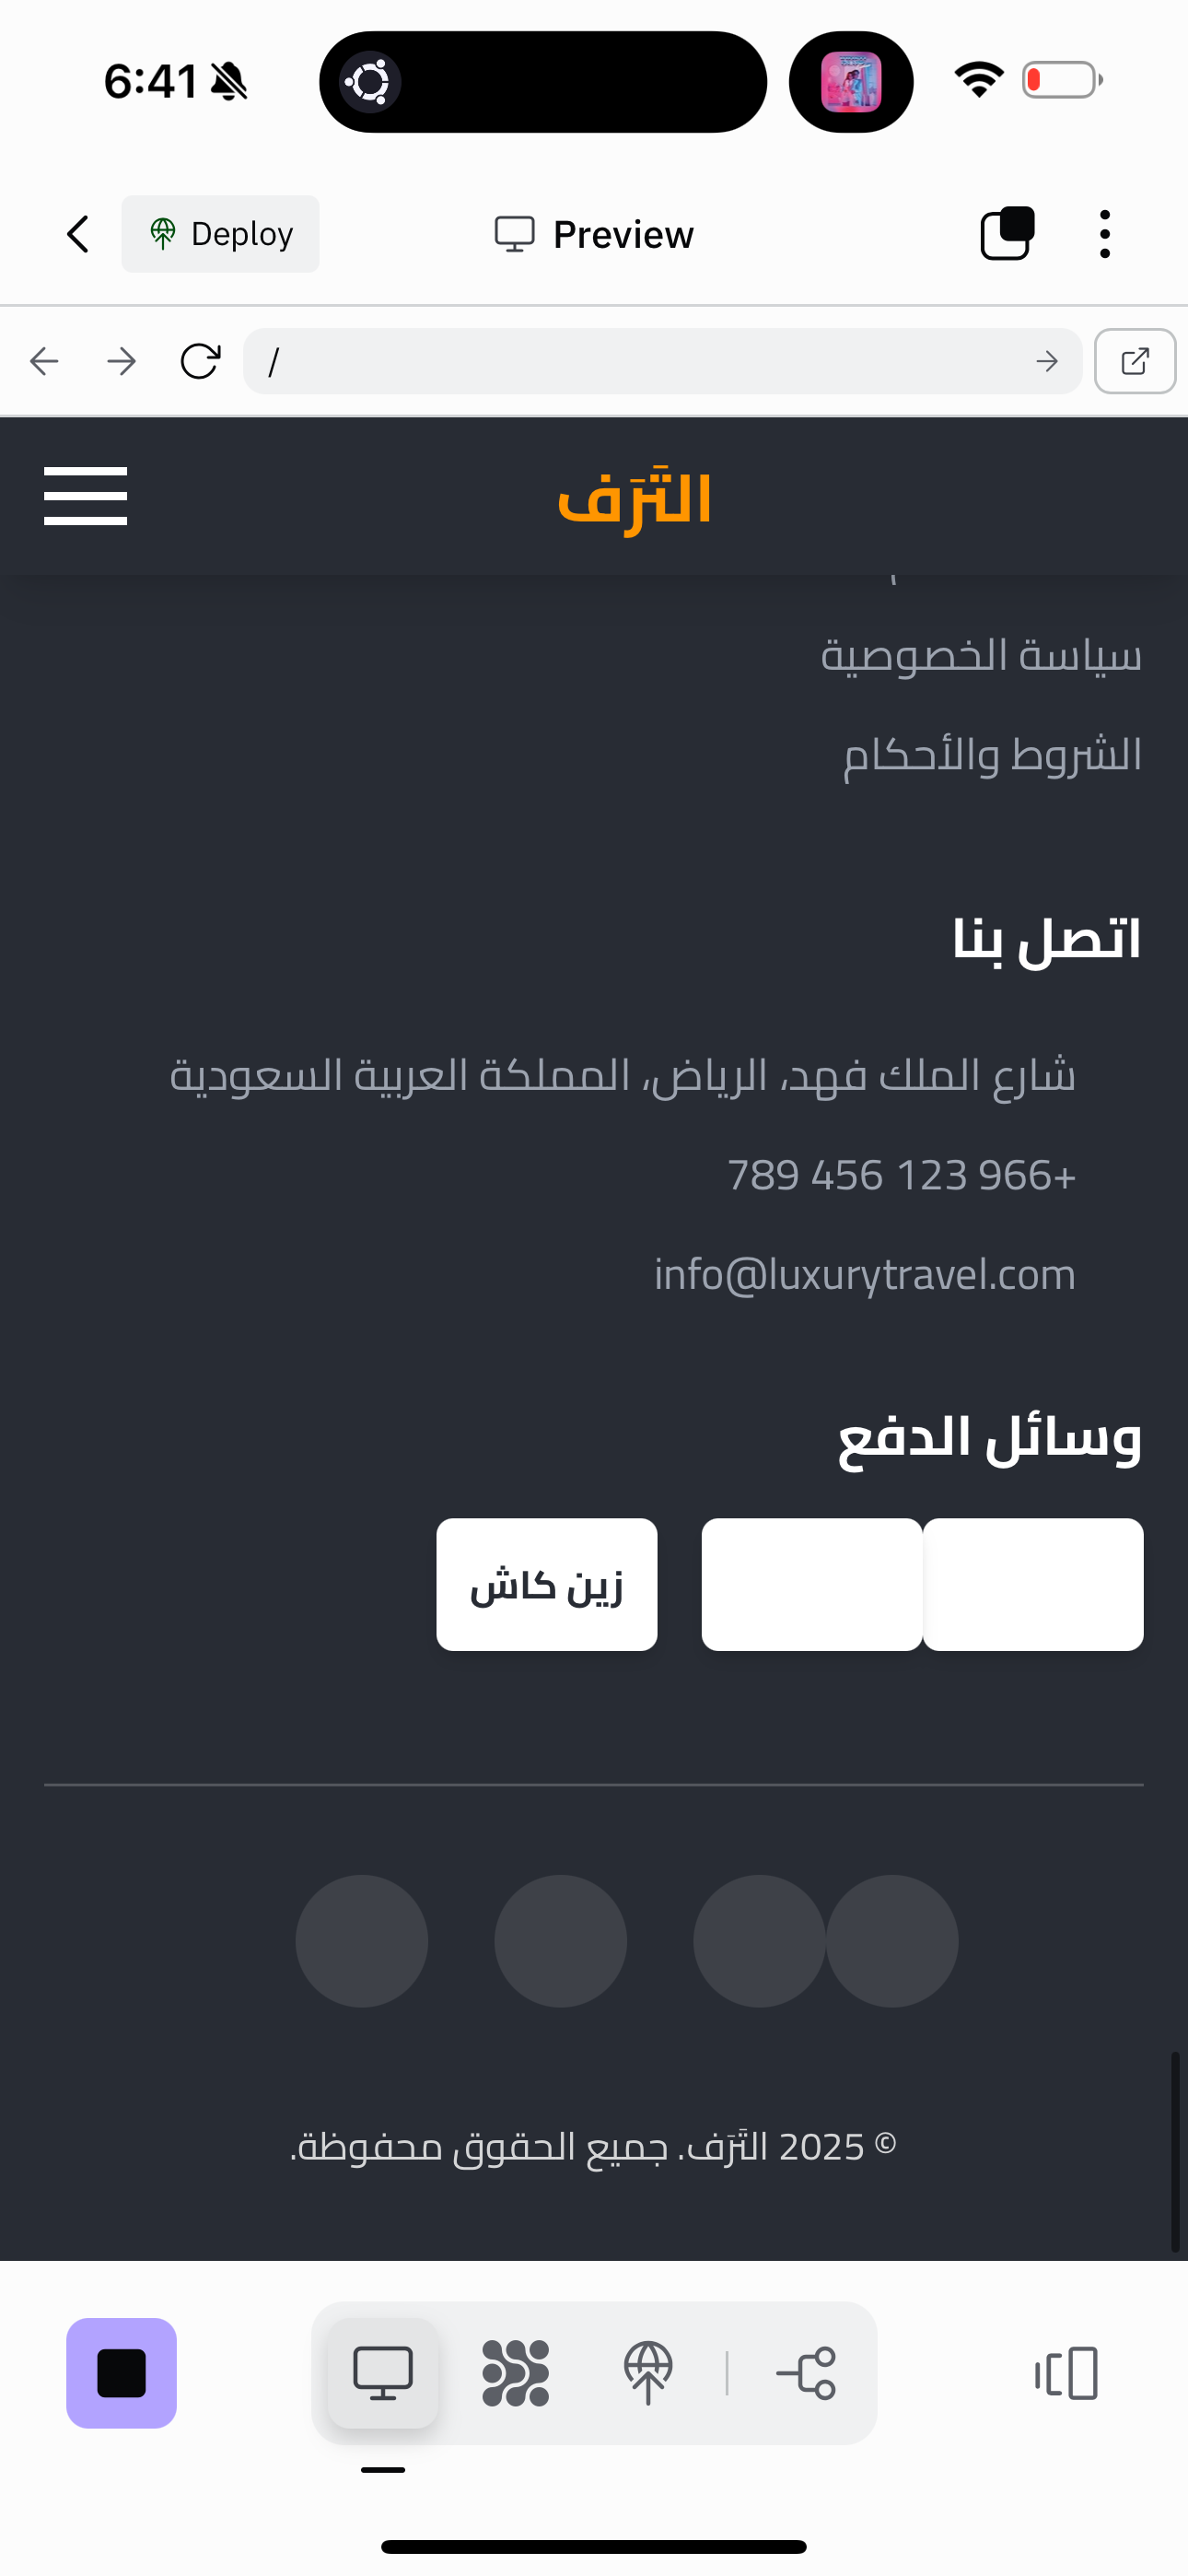 6:41
Deploy
Preview
/
التَرَف
سياسة الخصوصية
الشروط والأحكام
اتصل بنا
شارع الملك فهد، الرياض، المملكة العربية السعودية
+966 123 456 789
info@luxurytravel.com
وسائل الدفع
زين كاش
© 2025 التَرَف. جميع الحقوق محفوظة.